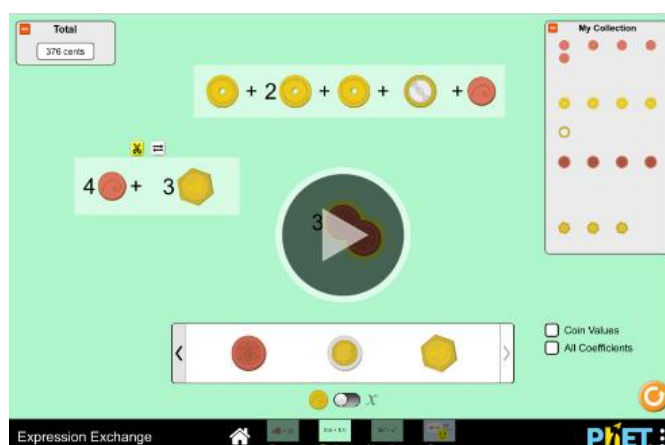 Total
376 cents
My Collection
+ 2 + + +
4 + 3
3
Coin Values
All Coefficients
x
Expression Exchange
PhET